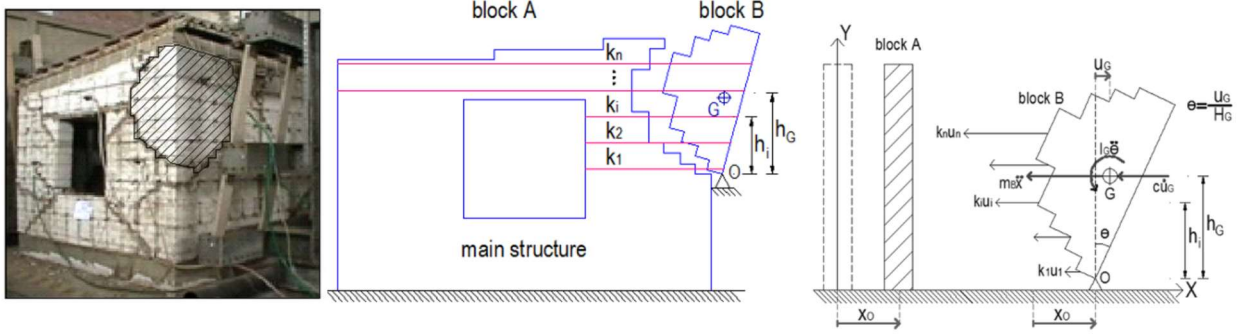 block A
block B
kn
⋮
ki
k2
k1
G
hi
hG
O
main structure
Y
block A
uG
block B
θ=uG/HG
knun
IGθ̈
mBẍ
G
cu̇G
kiui
θ
hi
hG
k1u1
O
X
xO
xO